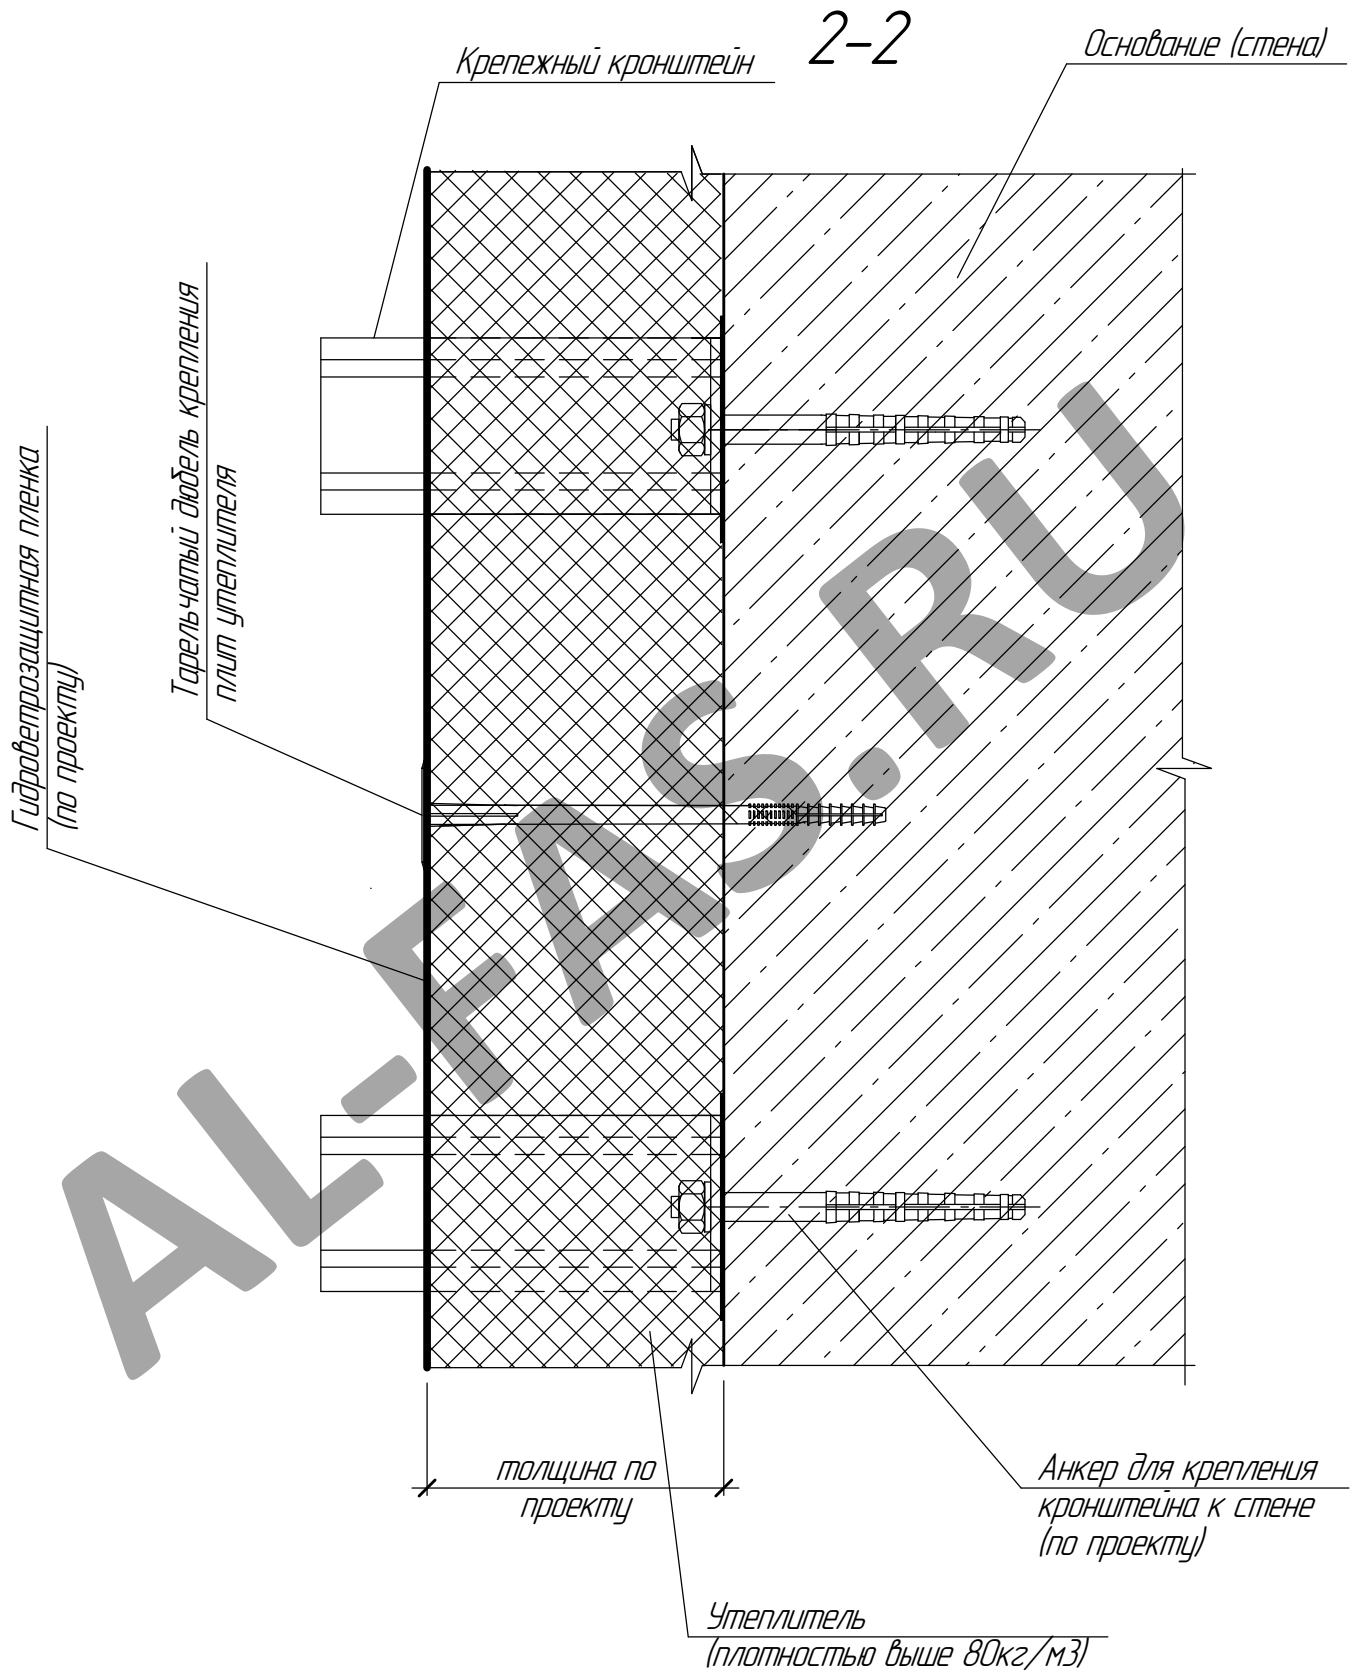 2-2
Крепежный кронштейн
Основание (стена)
Тарельчатый дюбель крепления
плит утеплителя
Гидроветрозащитная пленка
(по проекту)
AL-FAS.RU
толщина по
проекту
Анкер для крепления
кронштейна к стене
(по проекту)
Утеплитель
(плотностью выше 80кг/м3)